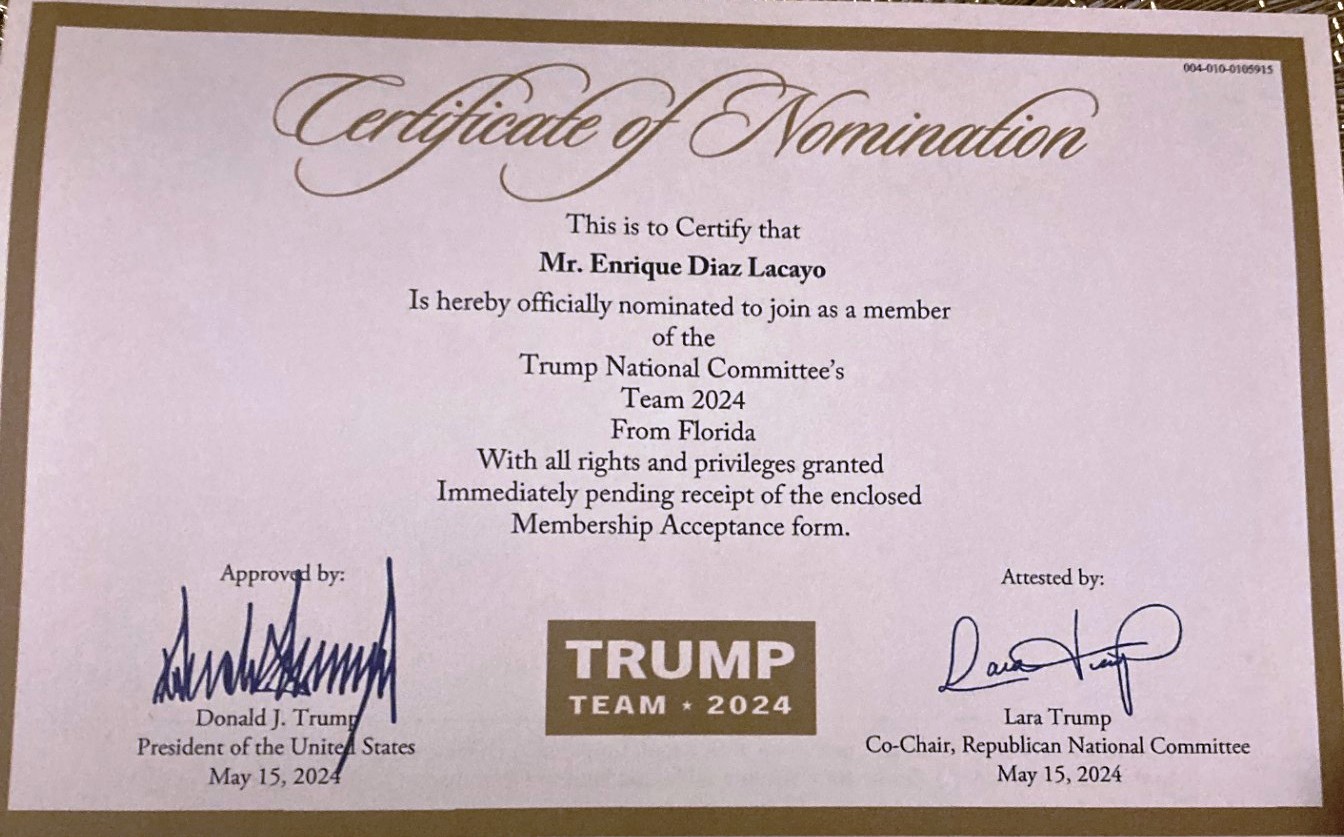 004-010-0105915
Certificate of Nomination
This is to Certify that
Mr. Enrique Diaz Lacayo
Is hereby officially nominated to join as a member
of the
Trump National Committee's
Team 2024
From Florida
With all rights and privileges granted
Immediately pending receipt of the enclosed
Membership Acceptance form.
Approved by:
Donald J. Trump
President of the United States
May 15, 2024
TRUMP
TEAM ★ 2024
Attested by:
Lara Trump
Lara Trump
Co-Chair, Republican National Committee
May 15, 2024